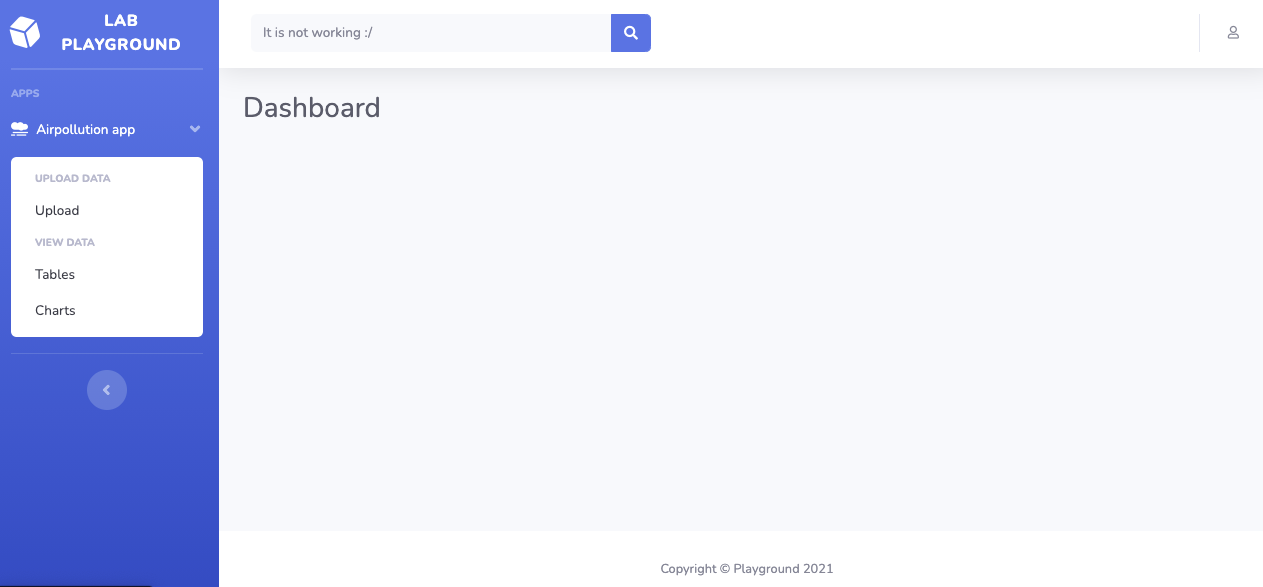 LAB
PLAYGROUND
It is not working :/
APPS
Airpollution app
UPLOAD DATA
Upload
VIEW DATA
Tables
Charts
Dashboard
Copyright © Playground 2021